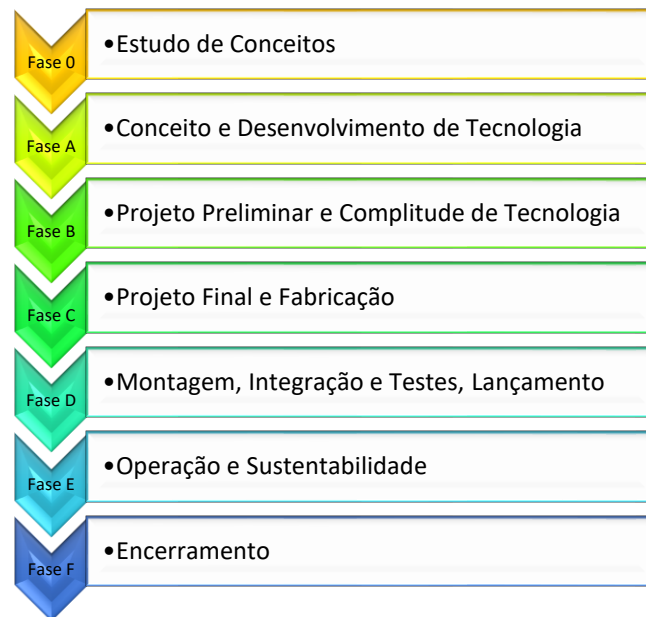 Fase 0
•Estudo de Conceitos
Fase A
•Conceito e Desenvolvimento de Tecnologia
Fase B
•Projeto Preliminar e Complitude de Tecnologia
Fase C
•Projeto Final e Fabricação
Fase D
•Montagem, Integração e Testes, Lançamento
Fase E
•Operação e Sustentabilidade
Fase F
•Encerramento